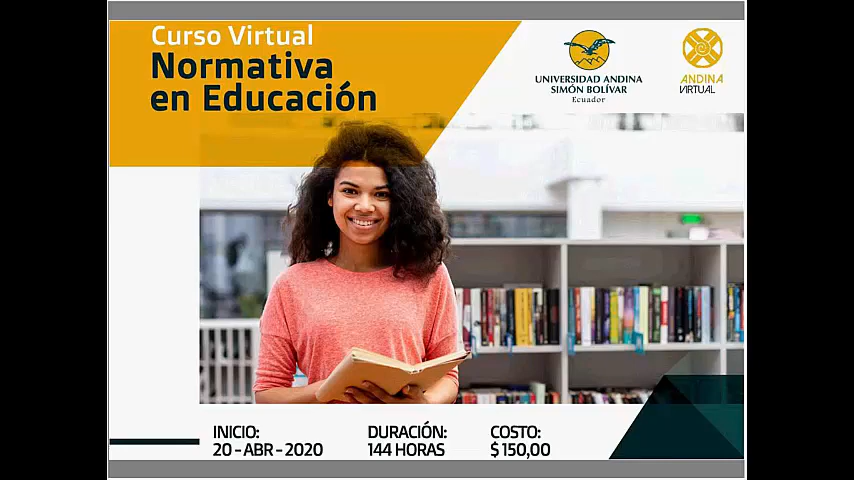 Curso Virtual
Normativa
en Educación
UNIVERSIDAD ANDINA
SIMÓN BOLÍVAR
Ecuador
ANDINA
VIRTUAL
INICIO:
20 - ABR - 2020
DURACIÓN:
144 HORAS
COSTO:
$ 150,00